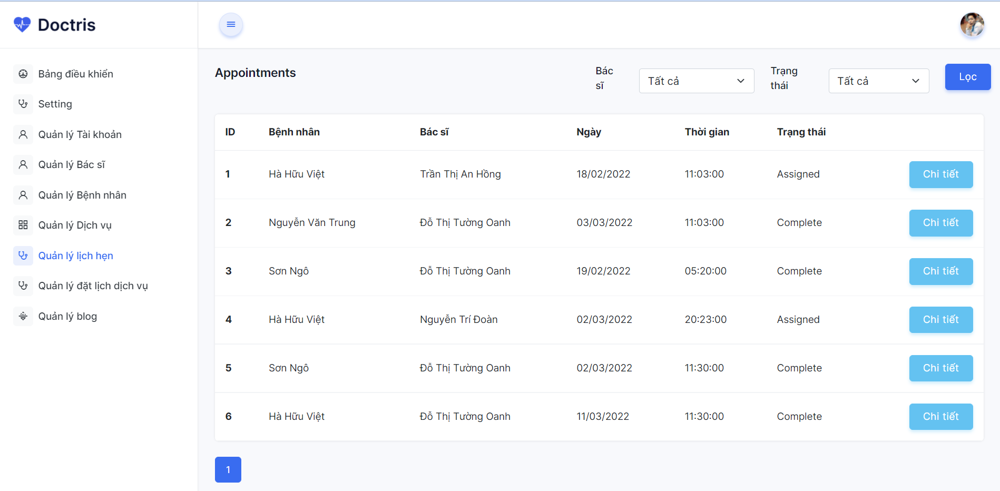 Doctris
Bảng điều khiển
Setting
Quản lý Tài khoản
Quản lý Bác sĩ
Quản lý Bệnh nhân
Quản lý Dịch vụ
Quản lý lịch hẹn
Quản lý đặt lịch dịch vụ
Quản lý blog
Appointments
Bác
sĩ
Tất cả
Trạng
thái
Tất cả
Lọc
ID Bệnh nhân Bác sĩ Ngày Thời gian Trạng thái
1 Hà Hữu Việt Trần Thị An Hồng 18/02/2022 11:03:00 Assigned Chi tiết
2 Nguyễn Văn Trung Đỗ Thị Tường Oanh 03/03/2022 11:03:00 Complete Chi tiết
3 Sơn Ngô Đỗ Thị Tường Oanh 19/02/2022 05:20:00 Complete Chi tiết
4 Hà Hữu Việt Nguyễn Trí Đoàn 02/03/2022 20:23:00 Assigned Chi tiết
5 Sơn Ngô Đỗ Thị Tường Oanh 02/03/2022 11:30:00 Complete Chi tiết
6 Hà Hữu Việt Đỗ Thị Tường Oanh 11/03/2022 11:30:00 Complete Chi tiết
1